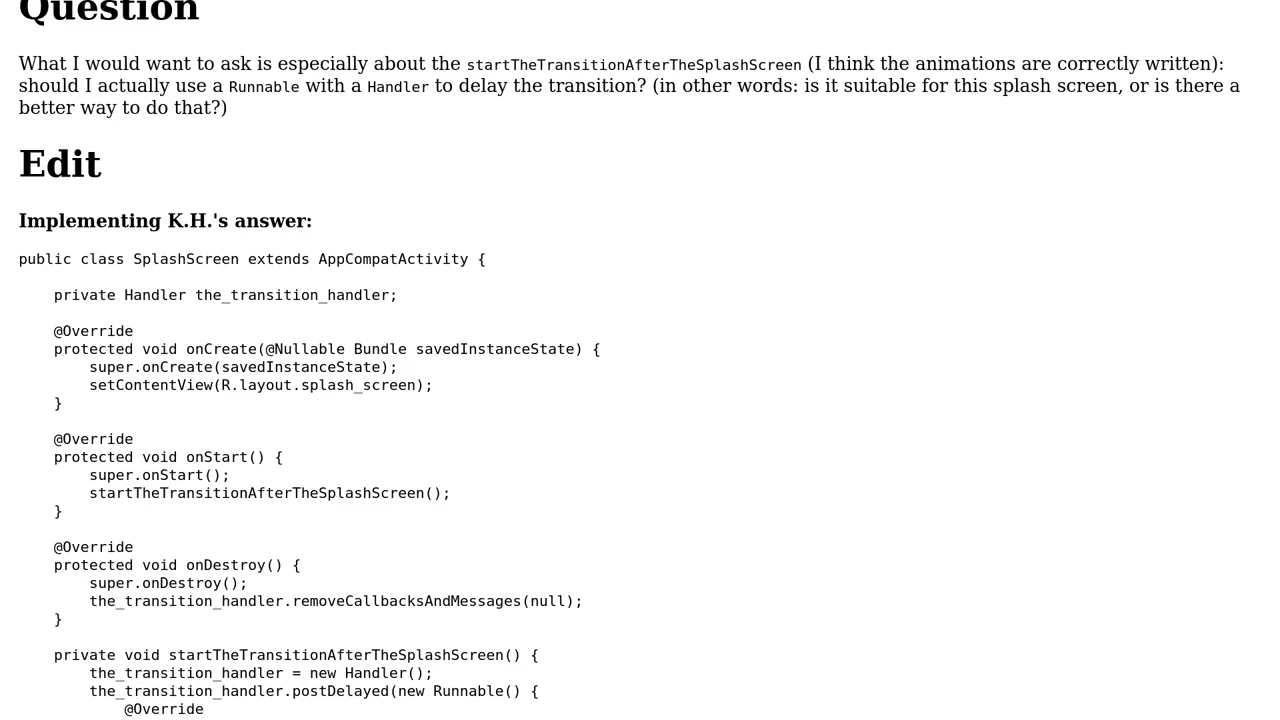 Question
What I would want to ask is especially about the startTheTransitionAfterTheSplashScreen (I think the animations are correctly written):
should I actually use a Runnable with a Handler to delay the transition? (in other words: is it suitable for this splash screen, or is there a
better way to do that?)
Edit
Implementing K.H.'s answer:
public class SplashScreen extends AppCompatActivity {
    private Handler the_transition_handler;
    @Override
    protected void onCreate(@Nullable Bundle savedInstanceState) {
        super.onCreate(savedInstanceState);
        setContentView(R.layout.splash_screen);
    }
    @Override
    protected void onStart() {
        super.onStart();
        startTheTransitionAfterTheSplashScreen();
    }
    @Override
    protected void onDestroy() {
        super.onDestroy();
        the_transition_handler.removeCallbacksAndMessages(null);
    }
    private void startTheTransitionAfterTheSplashScreen() {
        the_transition_handler = new Handler();
        the_transition_handler.postDelayed(new Runnable() {
            @Override